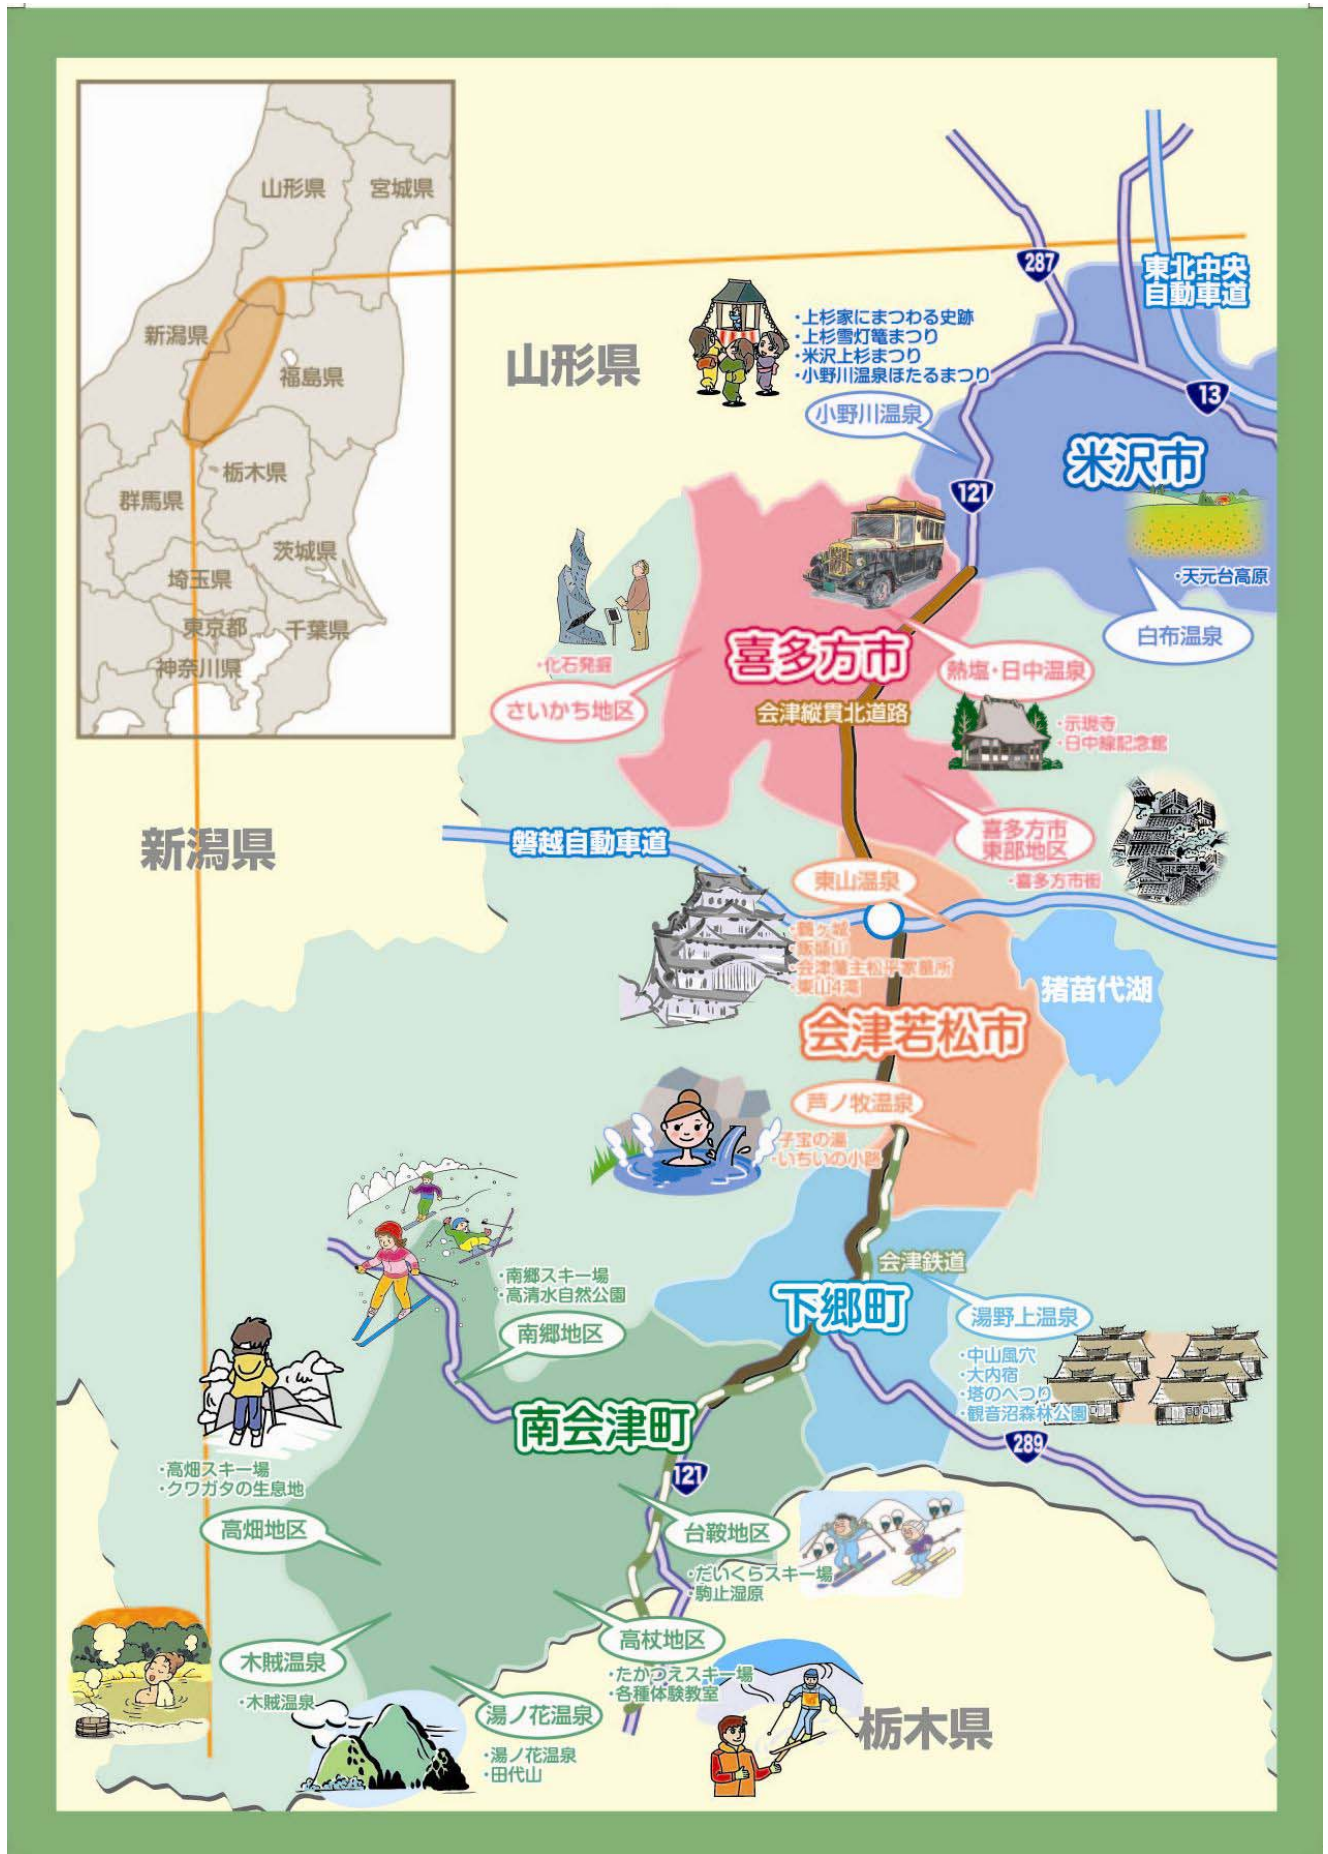 山形県
宮城県
新潟県
福島県
栃木県
群馬県
茨城県
埼玉県
東京都
千葉県
神奈川県
287
東北中央
自動車道
・上杉家にまつわる史跡
・上杉雪灯篭まつり
・米沢上杉まつり
・小野川温泉ほたるまつり
山形県
小野川温泉
13
米沢市
121
・天元台高原
白布温泉
・化石発掘
さいかち地区
喜多方市
熱塩・日中温泉
会津縦貫北道路
・示現寺
・日中線記念館
新潟県
磐越自動車道
喜多方市
東部地区
・喜多方市街
東山温泉
・鶴ヶ城
・飯盛山
・会津藩主松平家墓所
・東山4滝
猪苗代湖
会津若松市
芦ノ牧温泉
・子宝の湯
・いちいの小路
会津鉄道
・南郷スキー場
・高清水自然公園
南郷地区
下郷町
湯野上温泉
・中山風穴
・大内宿
・塔のへつり
・観音沼森林公園
289
南会津町
121
・高畑スキー場
・クワガタの生息地
高畑地区
台鞍地区
・だいくらスキー場
・駒止湿原
高杖地区
・たかつえスキー場
・各種体験教室
木賊温泉
・木賊温泉
湯ノ花温泉
・湯ノ花温泉
・田代山
栃木県